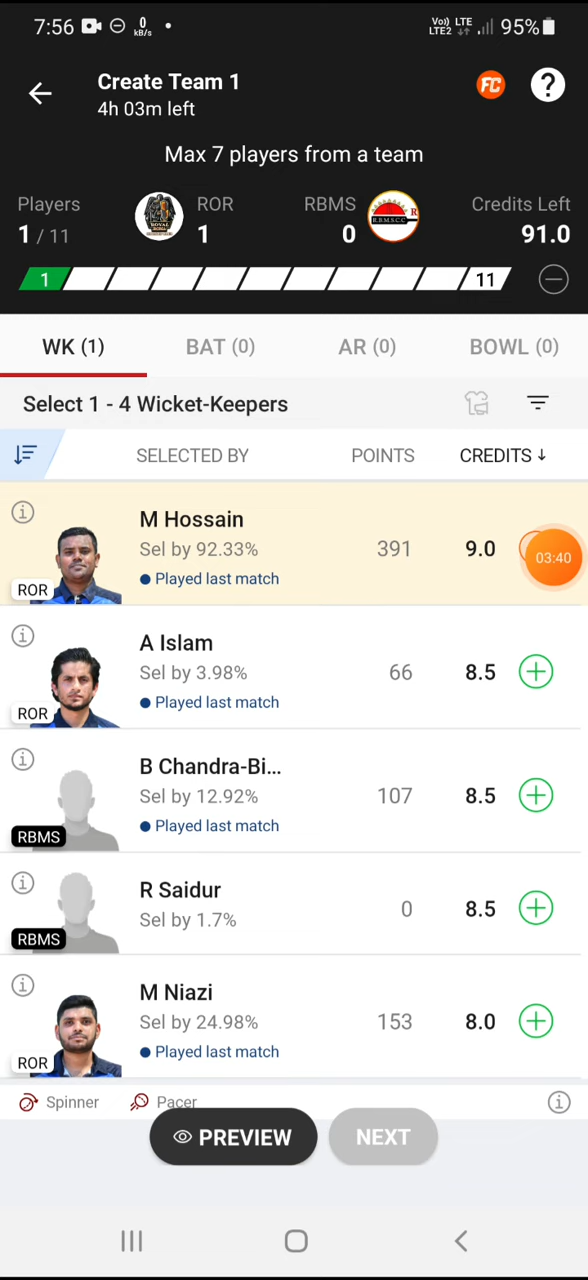 7:56 0 kB/s Vo)) LTE LTE2 95%
Create Team 1
4h 03m left
FC ?
Max 7 players from a team
Players ROR RBMS Credits Left
1 / 11 1 0 91.0
R.B.M.S.C.C
1 11
WK (1) BAT (0) AR (0) BOWL (0)
Select 1 - 4 Wicket-Keepers
SELECTED BY POINTS CREDITS ↓
M Hossain
Sel by 92.33% 391 9.0 03:40
Played last match
ROR
A Islam
Sel by 3.98% 66 8.5
Played last match
ROR
B Chandra-Bi...
Sel by 12.92% 107 8.5
Played last match
RBMS
R Saidur
Sel by 1.7% 0 8.5
RBMS
M Niazi
Sel by 24.98% 153 8.0
Played last match
ROR
Spinner Pacer
PREVIEW NEXT